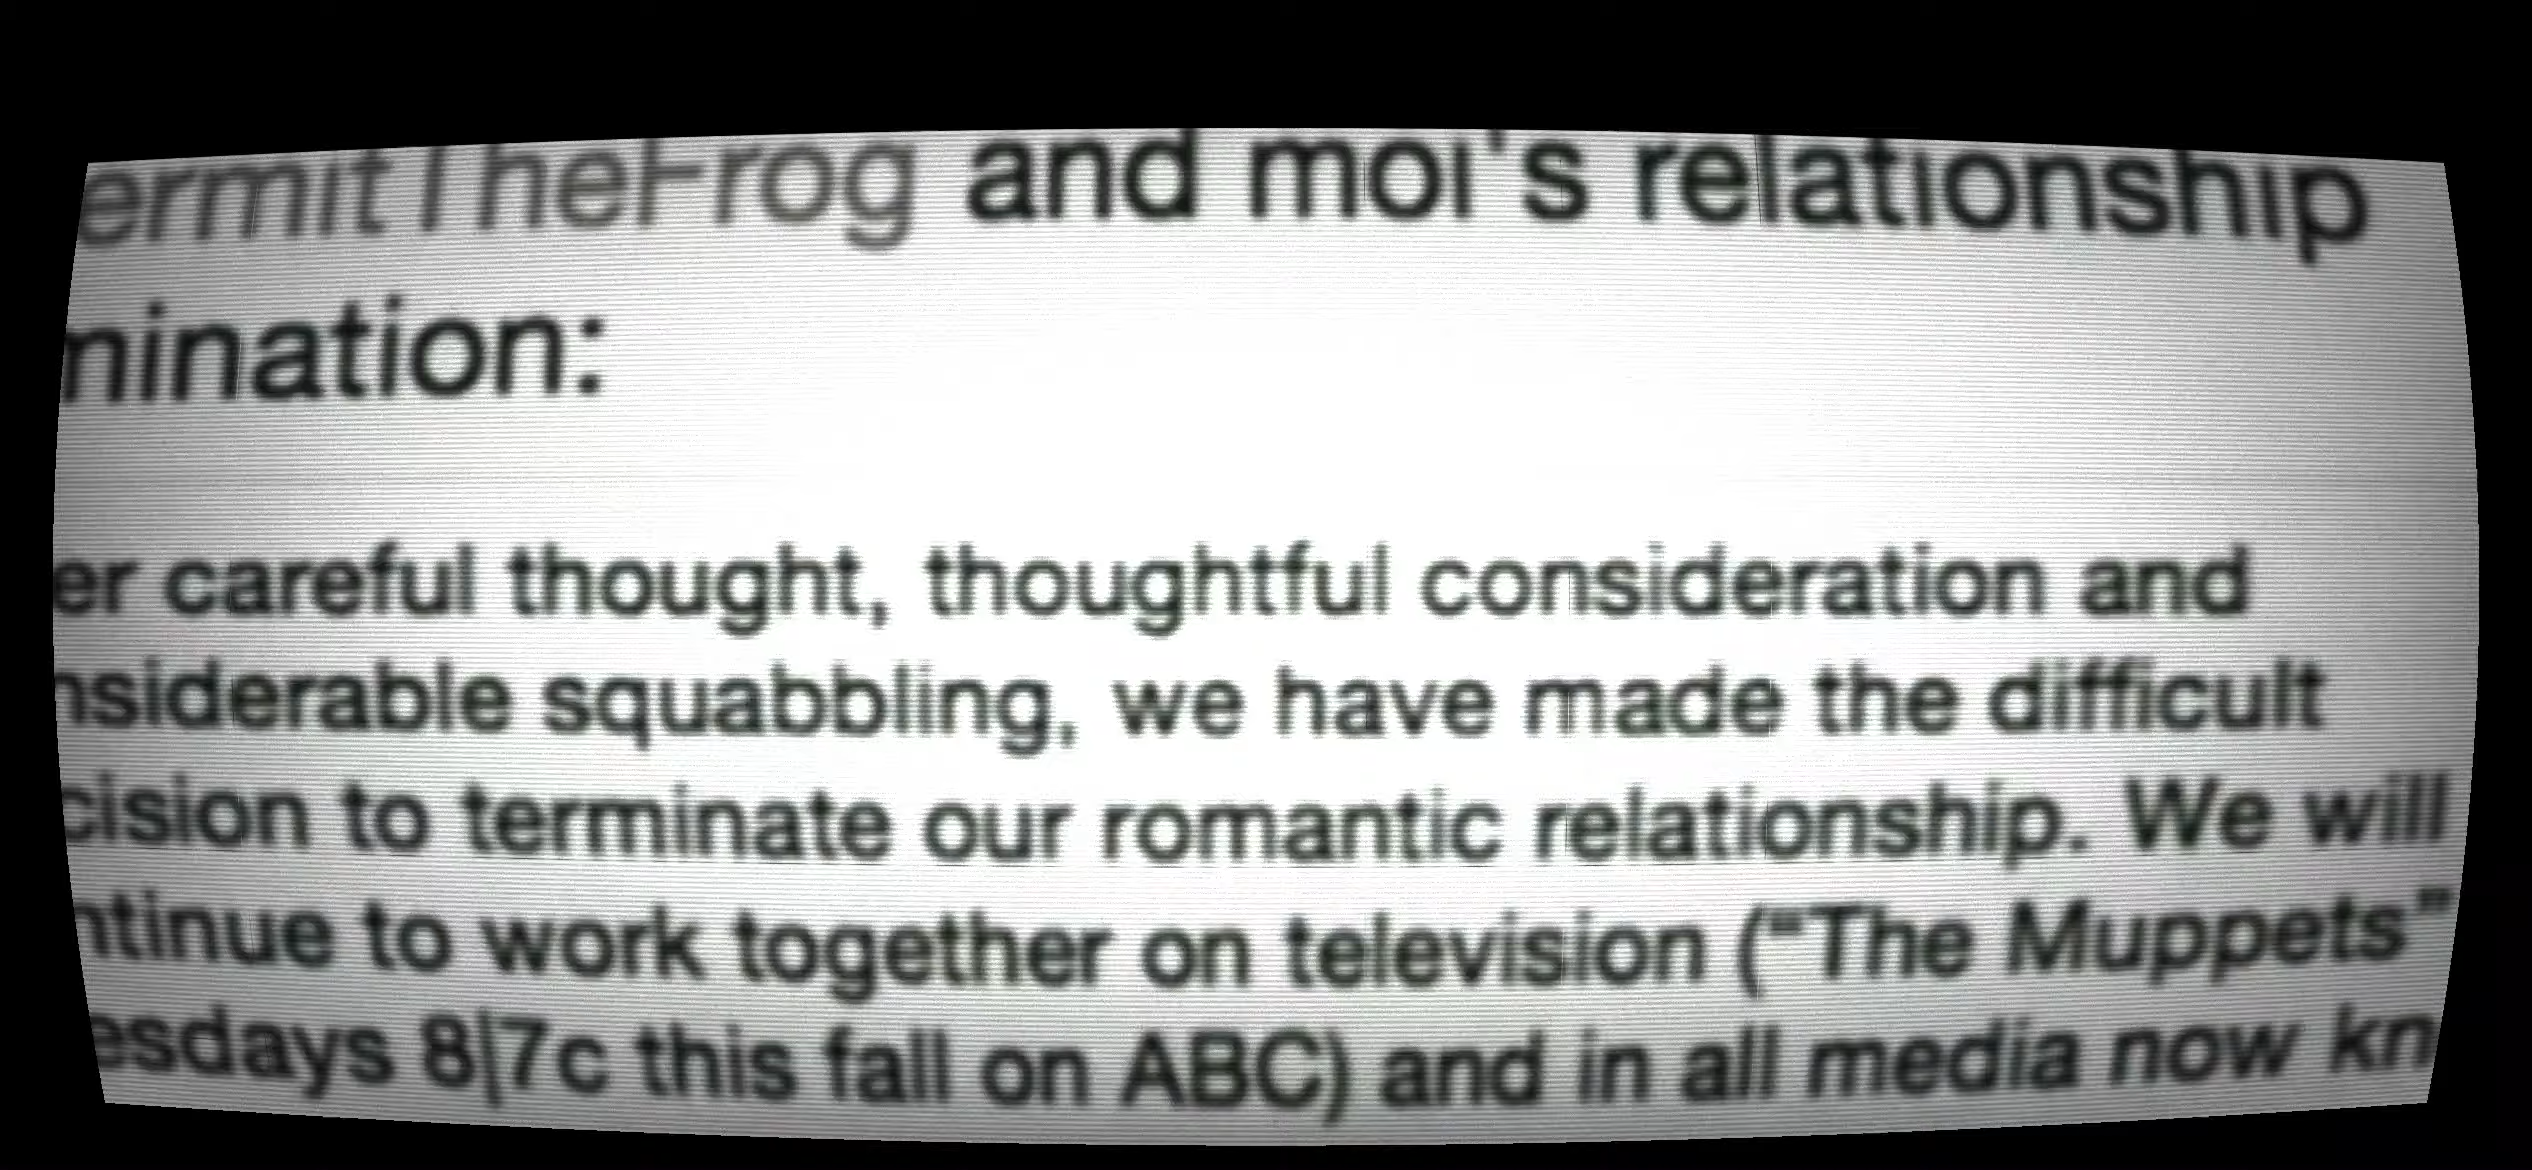 ermitTheFrog and moi's relationship
mination:
er careful thought, thoughtful consideration and
nsiderable squabbling, we have made the difficult
cision to terminate our romantic relationship. We will
ntinue to work together on television (“The Muppets”
esdays 8|7c this fall on ABC) and in all media now kn